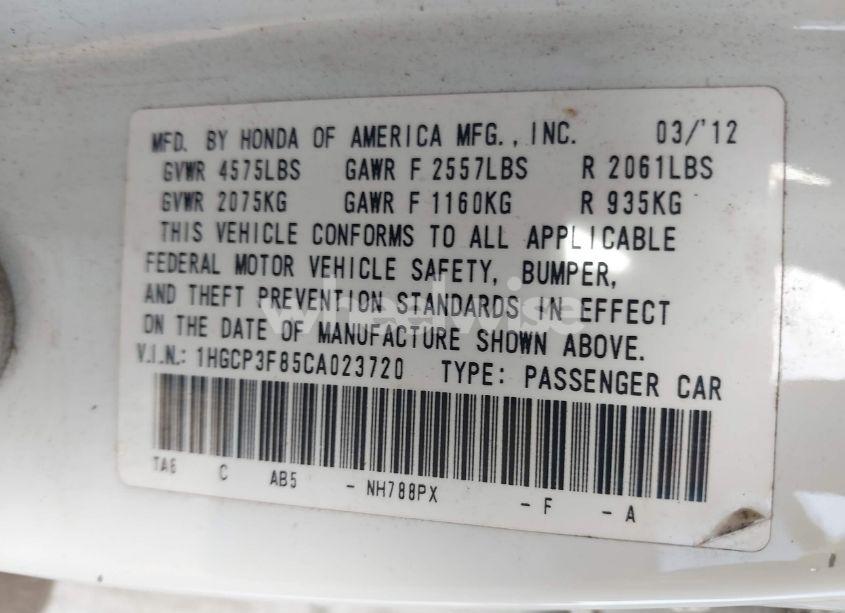 MFD. BY HONDA OF AMERICA MFG., INC. 03/'12
GVWR 4575LBS GAWR F 2557LBS R 2061LBS
GVWR 2075KG GAWR F 1160KG R 935KG
THIS VEHICLE CONFORMS TO ALL APPLICABLE
FEDERAL MOTOR VEHICLE SAFETY, BUMPER,
AND THEFT PREVENTION STANDARDS IN EFFECT
ON THE DATE OF MANUFACTURE SHOWN ABOVE.
V.I.N.: 1HGCP3F85CA023720 TYPE: PASSENGER CAR
TA6 C AB5 - NH788PX - F - A
wheelwise